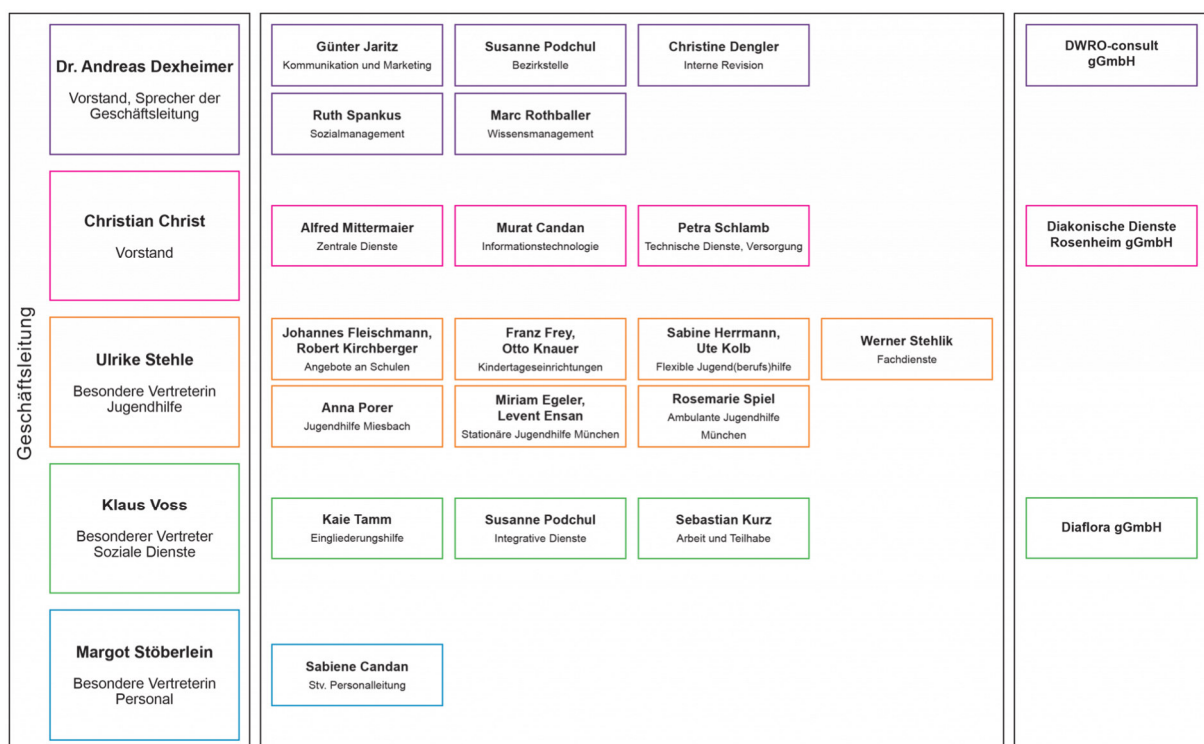 Geschäftsleitung
Dr. Andreas Dexheimer
Vorstand, Sprecher der
Geschäftsleitung
Günter Jaritz
Kommunikation und Marketing
Susanne Podchul
Bezirkstelle
Christine Dengler
Interne Revision
Ruth Spankus
Sozialmanagement
Marc Rothballer
Wissensmanagement
DWRO-consult
gGmbH
Christian Christ
Vorstand
Alfred Mittermaier
Zentrale Dienste
Murat Candan
Informationstechnologie
Petra Schlamb
Technische Dienste, Versorgung
Diakonische Dienste
Rosenheim gGmbH
Ulrike Stehle
Besondere Vertreterin
Jugendhilfe
Johannes Fleischmann,
Robert Kirchberger
Angebote an Schulen
Franz Frey,
Otto Knauer
Kindertageseinrichtungen
Sabine Herrmann,
Ute Kolb
Flexible Jugend(berufs)hilfe
Werner Stehlik
Fachdienste
Anna Porer
Jugendhilfe Miesbach
Miriam Egeler,
Levent Ensan
Stationäre Jugendhilfe München
Rosemarie Spiel
Ambulante Jugendhilfe
München
Klaus Voss
Besonderer Vertreter
Soziale Dienste
Kaie Tamm
Eingliederungshilfe
Susanne Podchul
Integrative Dienste
Sebastian Kurz
Arbeit und Teilhabe
Diaflora gGmbH
Margot Stöberlein
Besondere Vertreterin
Personal
Sabiene Candan
Stv. Personalleitung